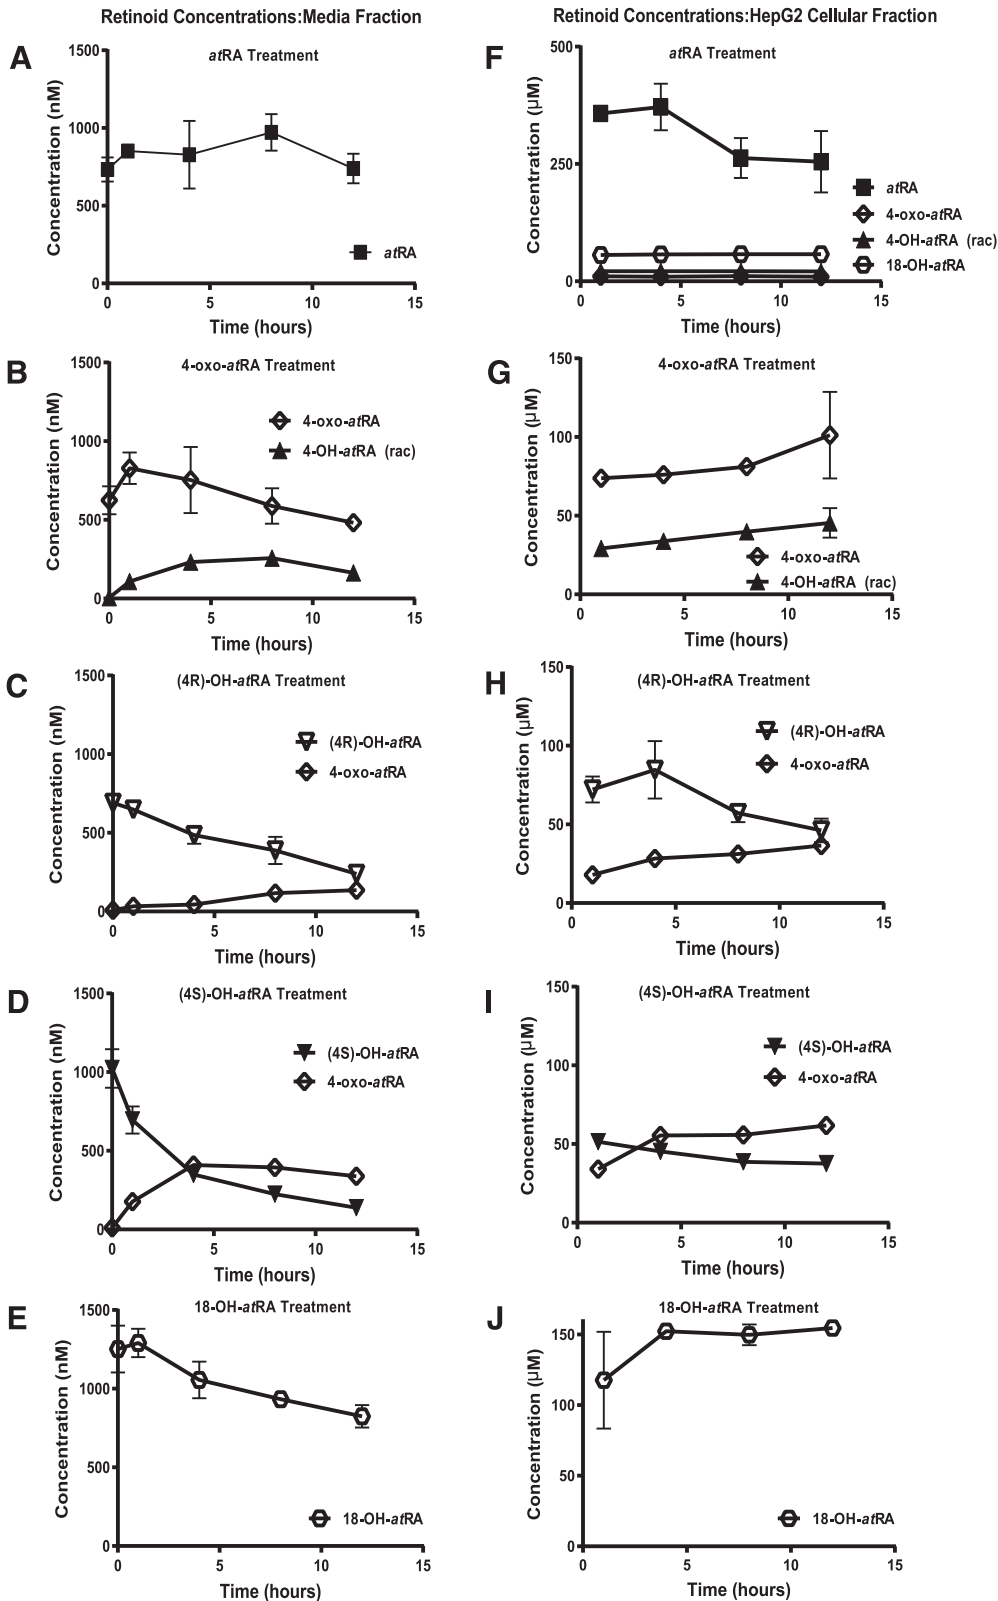 Retinoid Concentrations:Media Fraction
A
atRA Treatment
Concentration (nM)
1500
1000
500
0
0 5 10 15
Time (hours)
atRA
B
4-oxo-atRA Treatment
Concentration (nM)
1500
1000
500
0
0 5 10 15
Time (hours)
4-oxo-atRA
4-OH-atRA (rac)
C
(4R)-OH-atRA Treatment
Concentration (nM)
1500
1000
500
0
0 5 10 15
Time (hours)
(4R)-OH-atRA
4-oxo-atRA
D
(4S)-OH-atRA Treatment
Concentration (nM)
1500
1000
500
0
0 5 10 15
Time (hours)
(4S)-OH-atRA
4-oxo-atRA
E
18-OH-atRA Treatment
Concentration (nM)
1500
1000
500
0
0 5 10 15
Time (hours)
18-OH-atRA
Retinoid Concentrations:HepG2 Cellular Fraction
F
atRA Treatment
Concentration (µM)
500
250
0
0 5 10 15
Time (hours)
atRA
4-oxo-atRA
4-OH-atRA (rac)
18-OH-atRA
G
4-oxo-atRA Treatment
Concentration (µM)
150
100
50
0
0 5 10 15
Time (hours)
4-oxo-atRA
4-OH-atRA (rac)
H
(4R)-OH-atRA Treatment
Concentration (µM)
150
100
50
0
0 5 10 15
Time (hours)
(4R)-OH-atRA
4-oxo-atRA
I
(4S)-OH-atRA Treatment
Concentration (µM)
150
100
50
0
0 5 10 15
Time (hours)
(4S)-OH-atRA
4-oxo-atRA
J
18-OH-atRA Treatment
Concentration (µM)
150
100
50
0
0 5 10 15
Time (hours)
18-OH-atRA